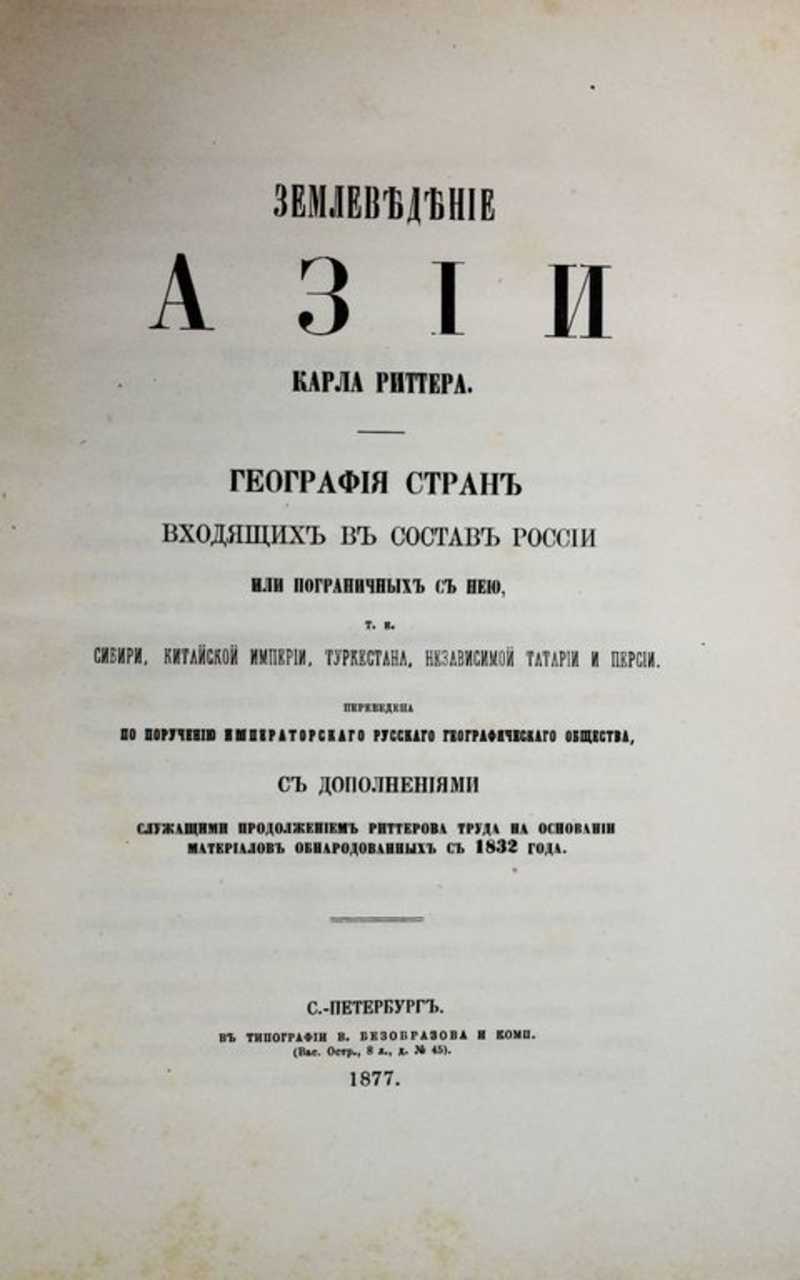 ЗЕМЛЕВѢДѢНІЕ
АЗІИ
КАРЛА РИТТЕРА.
ГЕОГРАФІЯ СТРАНЪ
ВХОДЯЩИХЪ ВЪ СОСТАВЪ РОССІИ
ИЛИ ПОГРАНИЧНЫХЪ СЪ НЕЮ,
т. е.
СИБИРИ, КИТАЙСКОЙ ИМПЕРІИ, ТУРКЕСТАНА, НЕЗАВИСИМОЙ ТАТАРІИ И ПЕРСІИ.
ПЕРЕВЕДЕНА
ПО ПОРУЧЕНІЮ ИМПЕРАТОРСКАГО РУССКАГО ГЕОГРАФИЧЕСКАГО ОБЩЕСТВА,
СЪ ДОПОЛНЕНІЯМИ
СЛУЖАЩИМИ ПРОДОЛЖЕНІЕМЪ РИТТЕРОВА ТРУДА НА ОСНОВАНІИ
МАТЕРІАЛОВЪ ОБНАРОДОВАННЫХЪ СЪ 1832 ГОДА.
С.-ПЕТЕРБУРГЪ.
ВЪ ТИПОГРАФІИ В. БЕЗОБРАЗОВА И КОМП.
(Вас. Остр., 8 л., д. № 45).
1877.